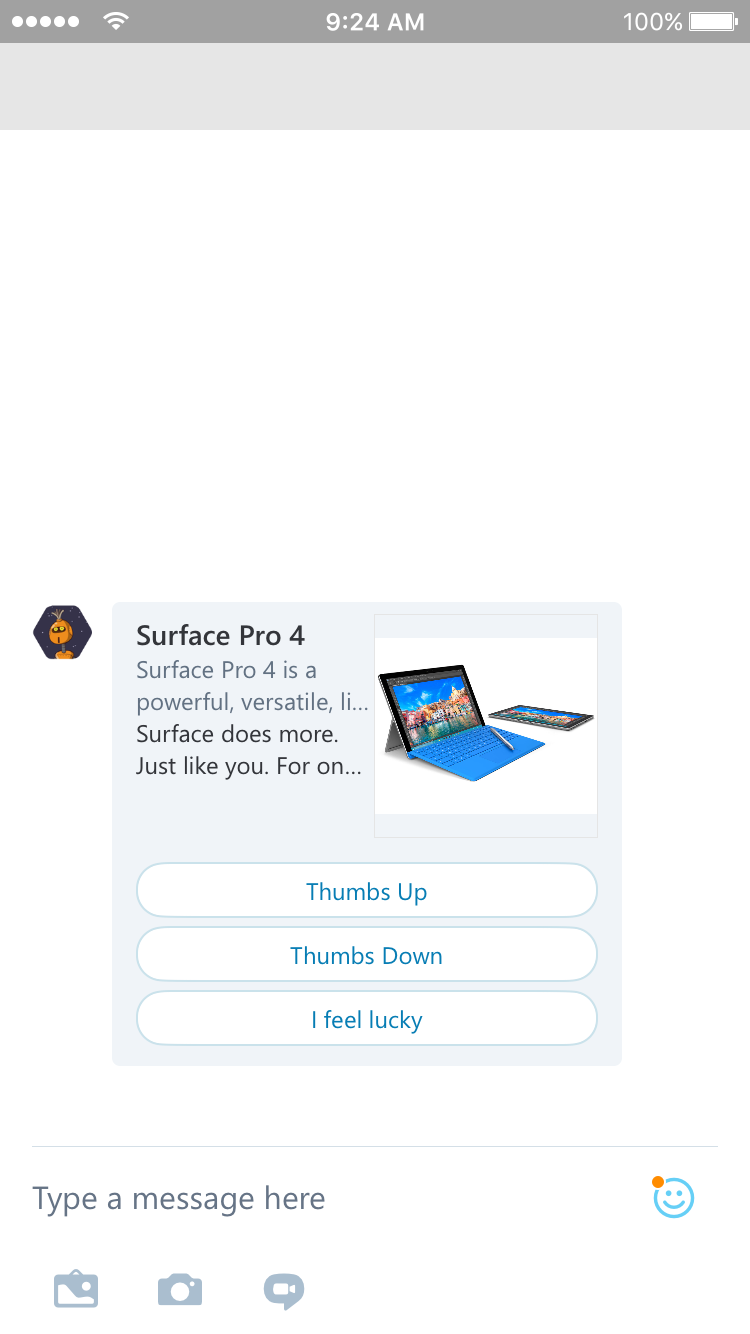 9:24 AM
100%
Surface Pro 4
Surface Pro 4 is a
powerful, versatile, li...
Surface does more.
Just like you. For on...
Thumbs Up
Thumbs Down
I feel lucky
Type a message here